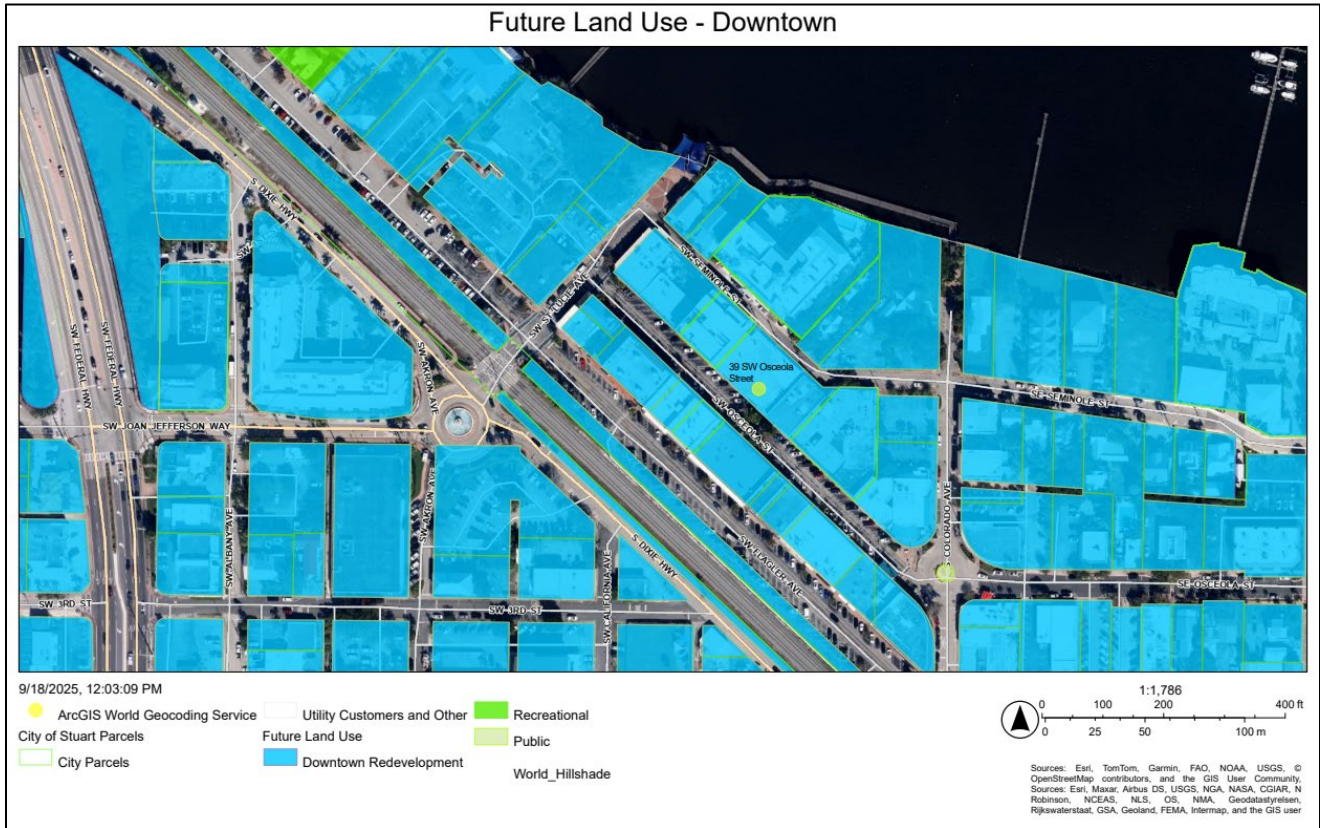 Future Land Use - Downtown
S DIXIE HWY
SW FEDERAL HWY
SW FEDERAL HWY
SW ST LUCIE AVE
SW SEMINOLE ST
SW AKRON AVE
39 SW Osceola
Street
SW OSCEOLA ST
SE SEMINOLE ST
SW JOAN JEFFERSON WAY
SW ALBANY AVE
SW AKRON AVE
S DIXIE HWY
SW FLAGLER AVE
S COLORADO AVE
SE OSCEOLA ST
SW 3RD ST
SW 3RD ST
SW CALIFORNIA AVE
9/18/2025, 12:03:09 PM
ArcGIS World Geocoding Service
City of Stuart Parcels
City Parcels
Utility Customers and Other
Future Land Use
Downtown Redevelopment
Recreational
Public
World_Hillshade
1:1,786
0 100 200 400 ft
0 25 50 100 m
Sources: Esri, TomTom, Garmin, FAO, NOAA, USGS, ©
OpenStreetMap contributors, and the GIS User Community,
Sources: Esri, Maxar, Airbus DS, USGS, NGA, NASA, CGIAR, N
Robinson, NCEAS, NLS, OS, NMA, Geodatastyrelsen,
Rijkswaterstaat, GSA, Geoland, FEMA, Intermap, and the GIS user